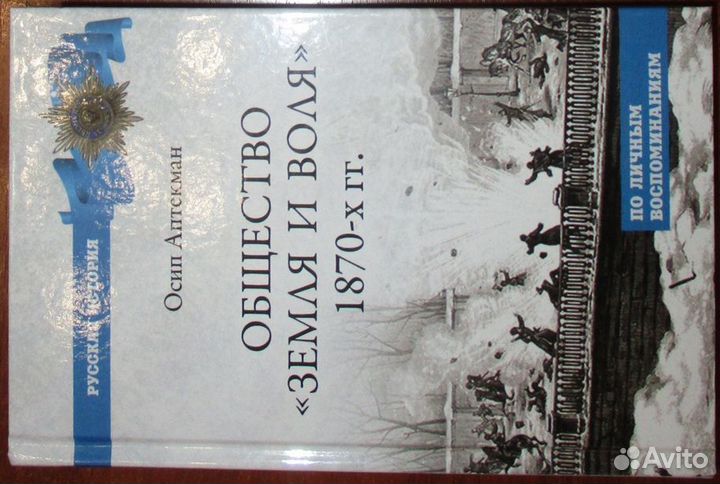 РУССКАЯ ИСТОРИЯ
Осип Аптекман
ОБЩЕСТВО
«ЗЕМЛЯ И ВОЛЯ»
1870-х гг.
ПО ЛИЧНЫМ
ВОСПОМИНАНИЯМ
Avito